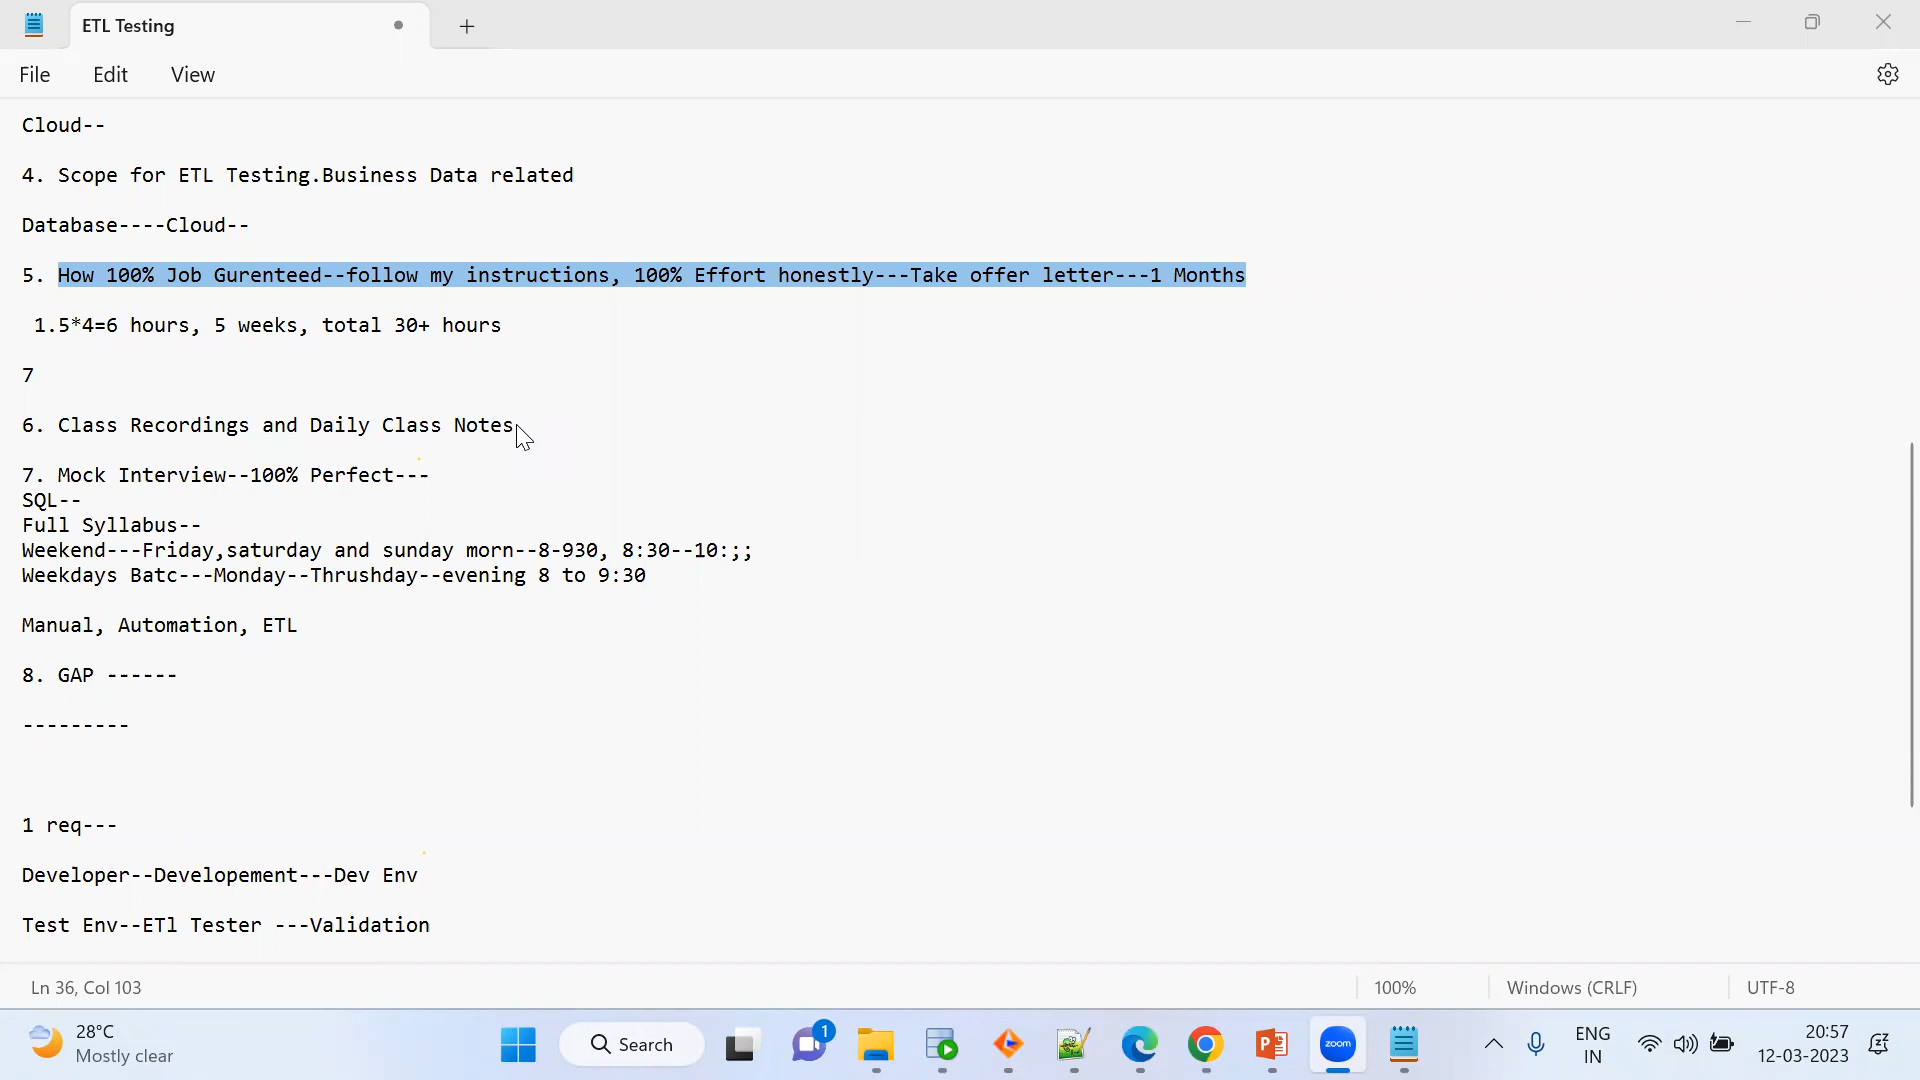 ETL Testing
File Edit View
Cloud--
4. Scope for ETL Testing.Business Data related
Database----Cloud--
5. How 100% Job Gurenteed--follow my instructions, 100% Effort honestly---Take offer letter---1 Months
1.5*4=6 hours, 5 weeks, total 30+ hours
7
6. Class Recordings and Daily Class Notes
7. Mock Interview--100% Perfect---
SQL--
Full Syllabus--
Weekend---Friday,saturday and sunday morn--8-930, 8:30--10:;;
Weekdays Batc---Monday--Thrushday--evening 8 to 9:30
Manual, Automation, ETL
8. GAP ------
---------
1 req---
Developer--Developement---Dev Env
Test Env--ETl Tester ---Validation
Ln 36, Col 103 100% Windows (CRLF) UTF-8
28°C
Mostly clear
Search
1
zoom
ENG
IN
20:57
12-03-2023